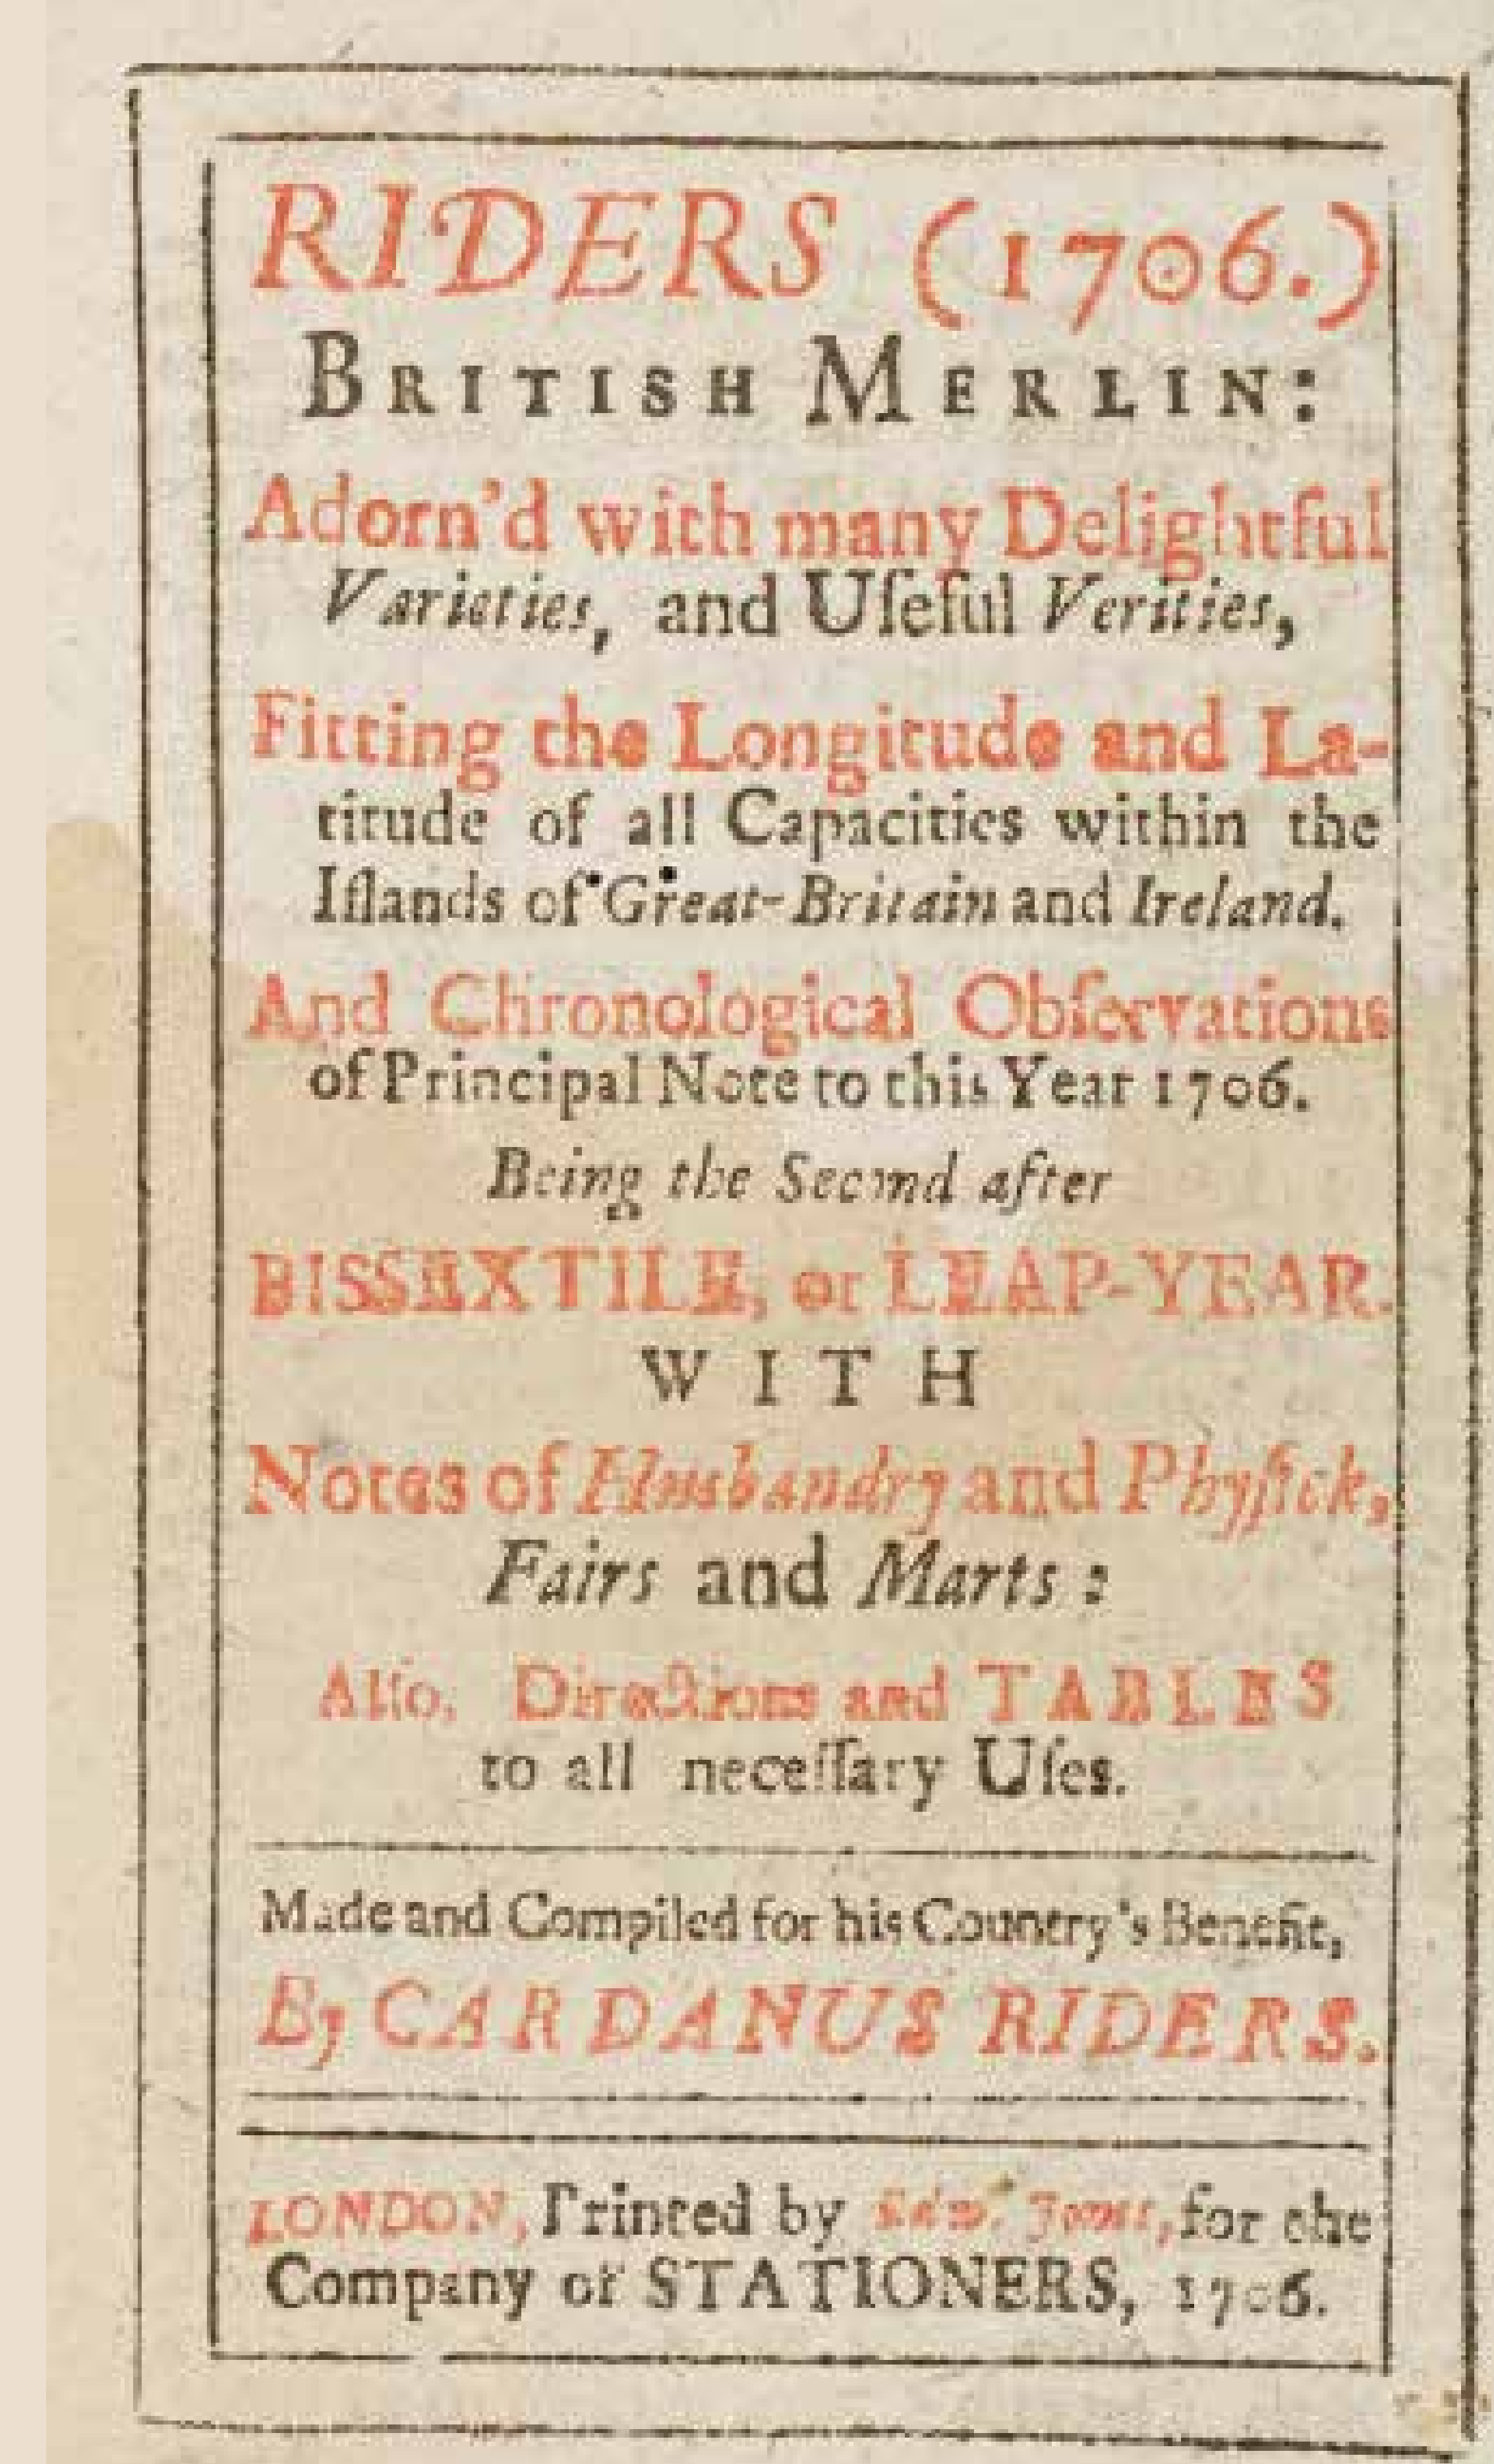 RIDERS (1706.)
BRITISH MERLIN:
Adorn'd with many Delightful
Varieties, and Uſeful Verities,
Fitting the Longitude and La-
titude of all Capacities within the
Iſlands of Great-Britain and Ireland.
And Chronological Obſervations
of Principal Note to this Year 1706.
Being the Second after
BISSEXTILE, or LEAP-YEAR.
WITH
Notes of Husbandry and Phyſick,
Fairs and Marts:
Alſo, Directions and TABLES
to all neceſſary Uſes.
Made and Compiled for his Country's Benefit,
By CARDANUS RIDERS.
LONDON, Printed by Edw. Jones, for the
Company of STATIONERS, 1706.